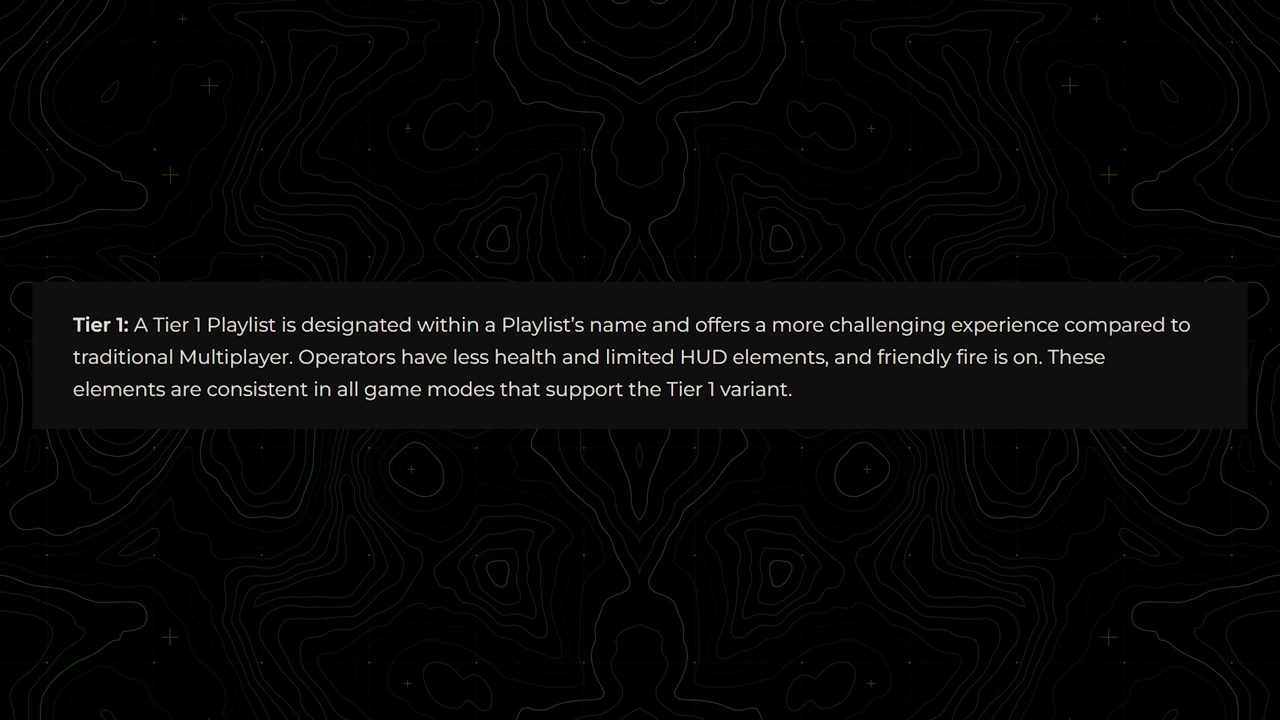 Tier 1: A Tier 1 Playlist is designated within a Playlist’s name and offers a more challenging experience compared to
traditional Multiplayer. Operators have less health and limited HUD elements, and friendly fire is on. These
elements are consistent in all game modes that support the Tier 1 variant.